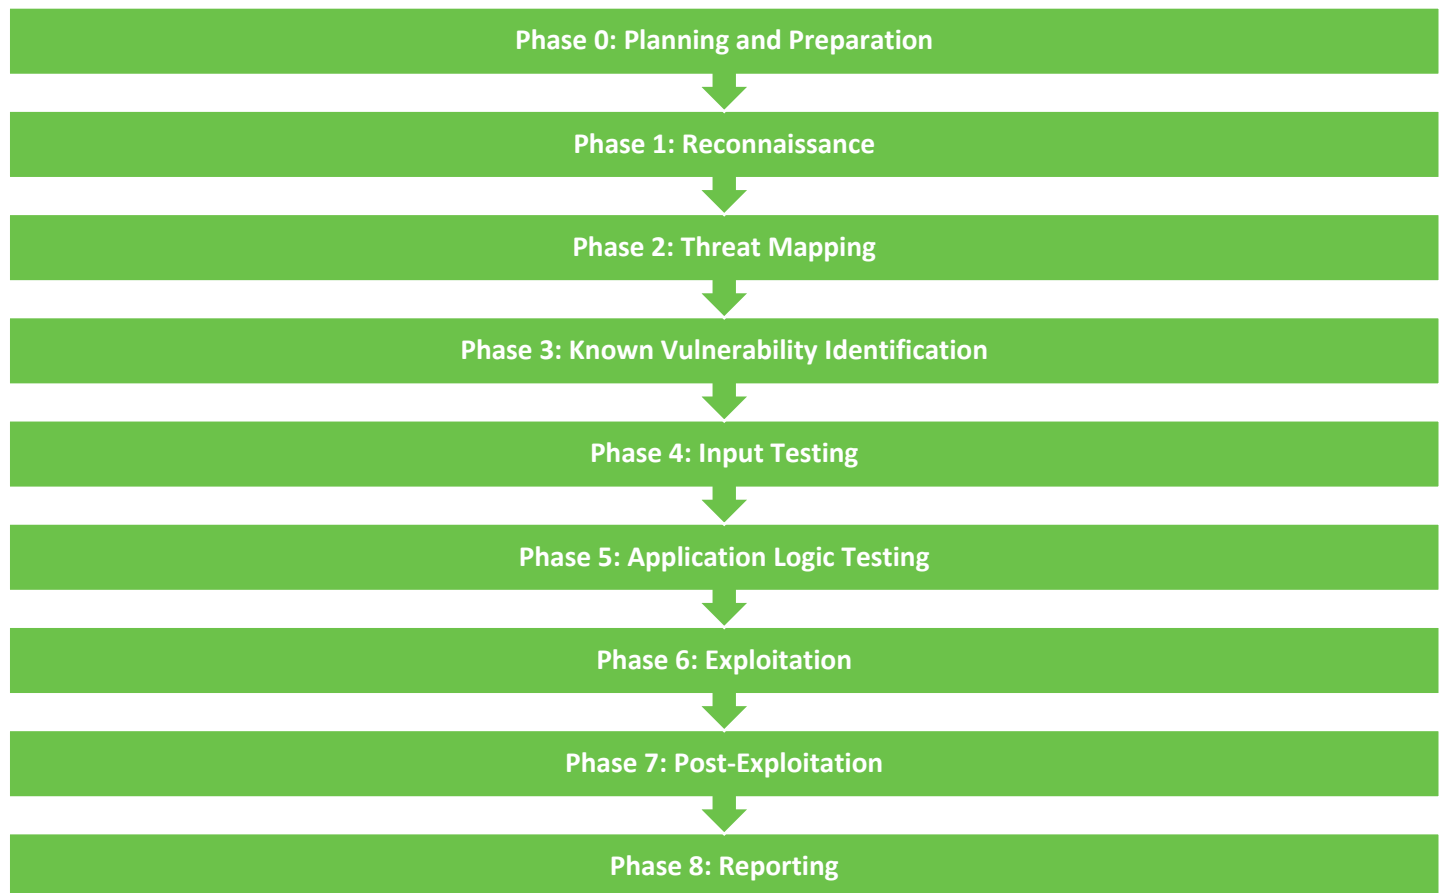 Phase 0: Planning and Preparation
Phase 1: Reconnaissance
Phase 2: Threat Mapping
Phase 3: Known Vulnerability Identification
Phase 4: Input Testing
Phase 5: Application Logic Testing
Phase 6: Exploitation
Phase 7: Post-Exploitation
Phase 8: Reporting